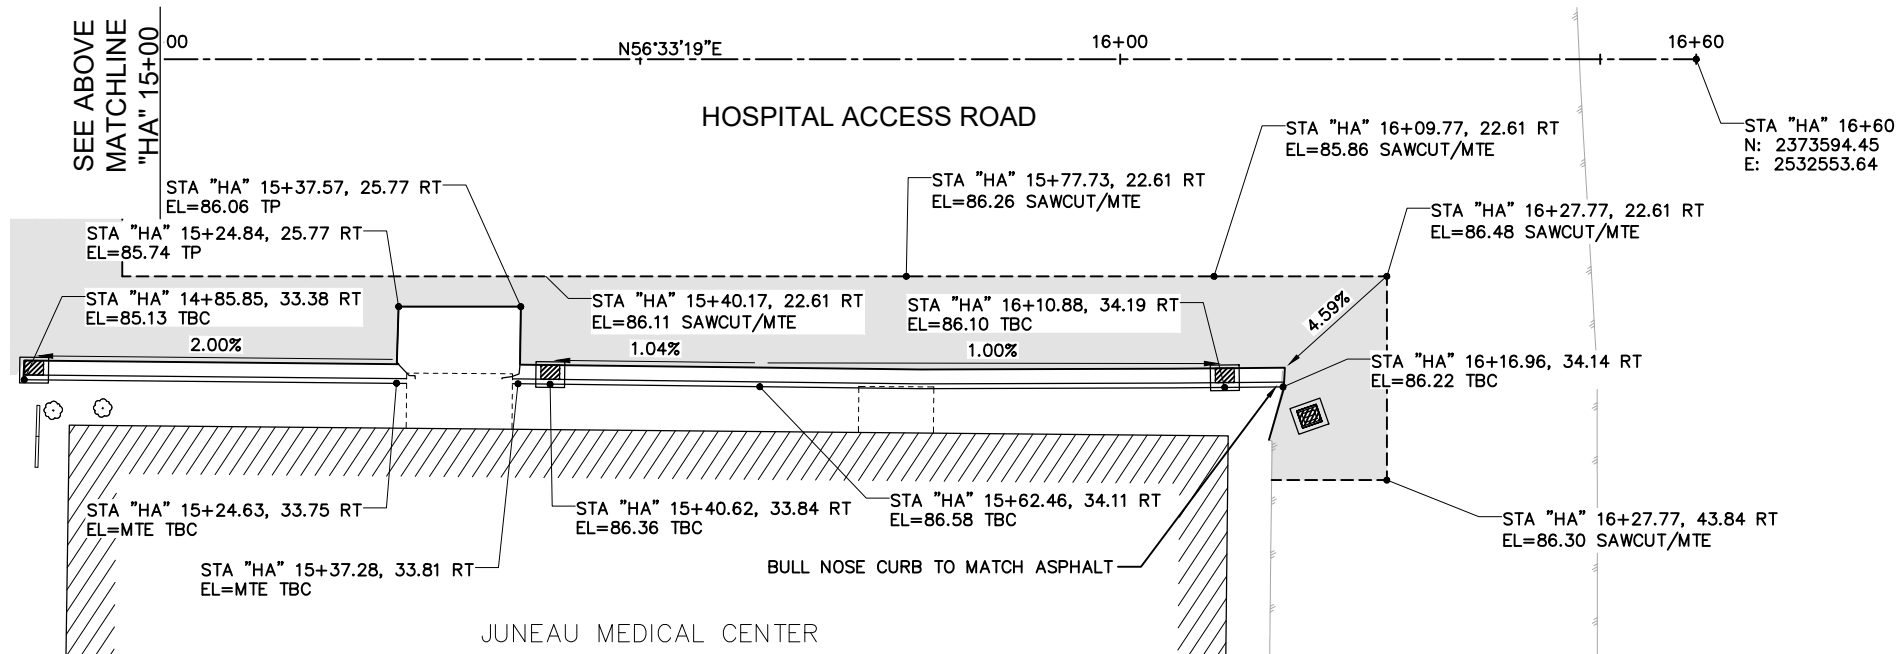 SEE ABOVE
MATCHLINE
"HA" 15+00
00
N56°33'19"E
16+00
16+60
HOSPITAL ACCESS ROAD
STA "HA" 16+60
N: 2373594.45
E: 2532553.64
STA "HA" 16+09.77, 22.61 RT
EL=85.86 SAWCUT/MTE
STA "HA" 15+37.57, 25.77 RT
EL=86.06 TP
STA "HA" 15+77.73, 22.61 RT
EL=86.26 SAWCUT/MTE
STA "HA" 16+27.77, 22.61 RT
EL=86.48 SAWCUT/MTE
STA "HA" 15+24.84, 25.77 RT
EL=85.74 TP
STA "HA" 14+85.85, 33.38 RT
EL=85.13 TBC
STA "HA" 15+40.17, 22.61 RT
EL=86.11 SAWCUT/MTE
STA "HA" 16+10.88, 34.19 RT
EL=86.10 TBC
4.59%
2.00%
1.04%
1.00%
STA "HA" 16+16.96, 34.14 RT
EL=86.22 TBC
STA "HA" 15+24.63, 33.75 RT
EL=MTE TBC
STA "HA" 15+40.62, 33.84 RT
EL=86.36 TBC
STA "HA" 15+62.46, 34.11 RT
EL=86.58 TBC
STA "HA" 16+27.77, 43.84 RT
EL=86.30 SAWCUT/MTE
STA "HA" 15+37.28, 33.81 RT
EL=MTE TBC
BULL NOSE CURB TO MATCH ASPHALT
JUNEAU MEDICAL CENTER